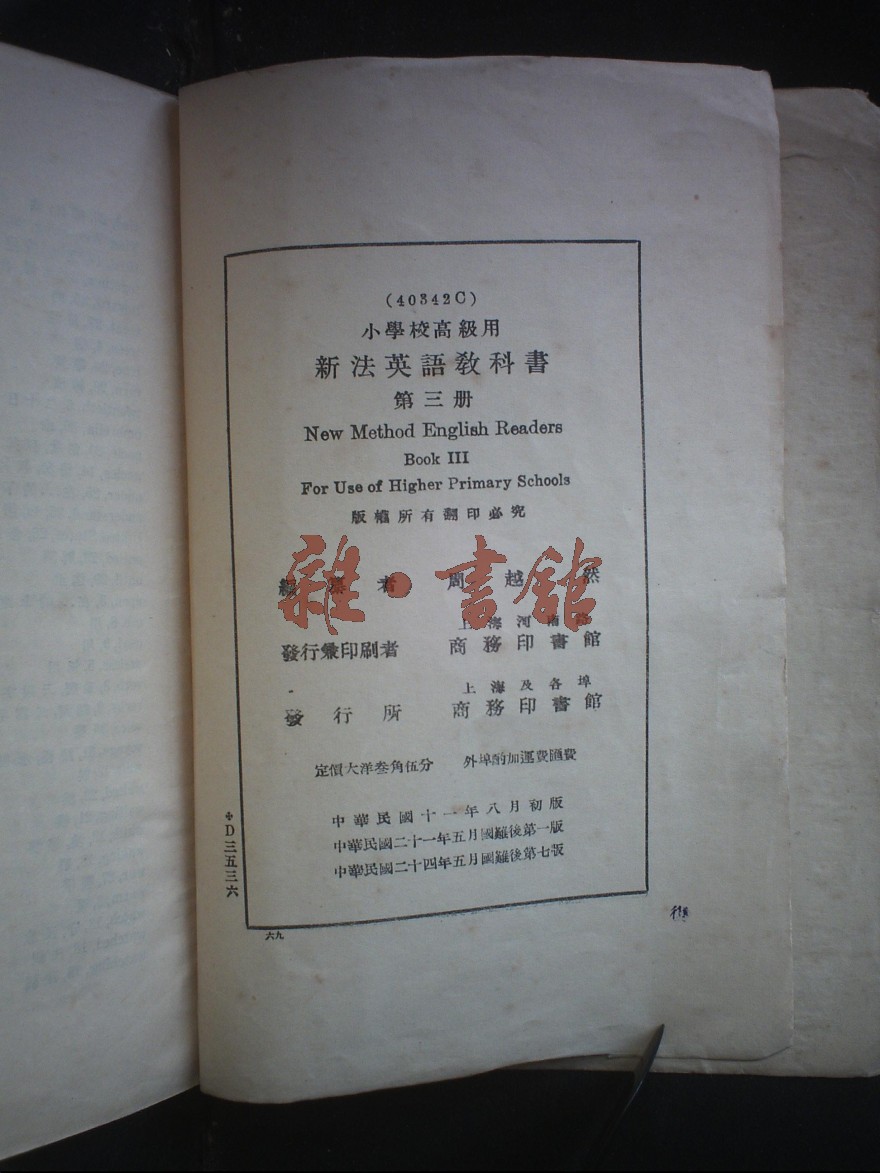 (40342C)
小學校高級用
新法英語教科書
第三册
New Method English Readers
Book III
For Use of Higher Primary Schools
版權所有翻印必究
雜·書館
編纂者 周越然
上海河南路
發行兼印刷者 商務印書館
上海及各埠
發行所 商務印書館
定價大洋叁角伍分 外埠酌加運費匯費
中華民國十一年八月初版
中華民國二十一年五月國難後第一版
中華民國二十四年五月國難後第七版
D三五三六
六九